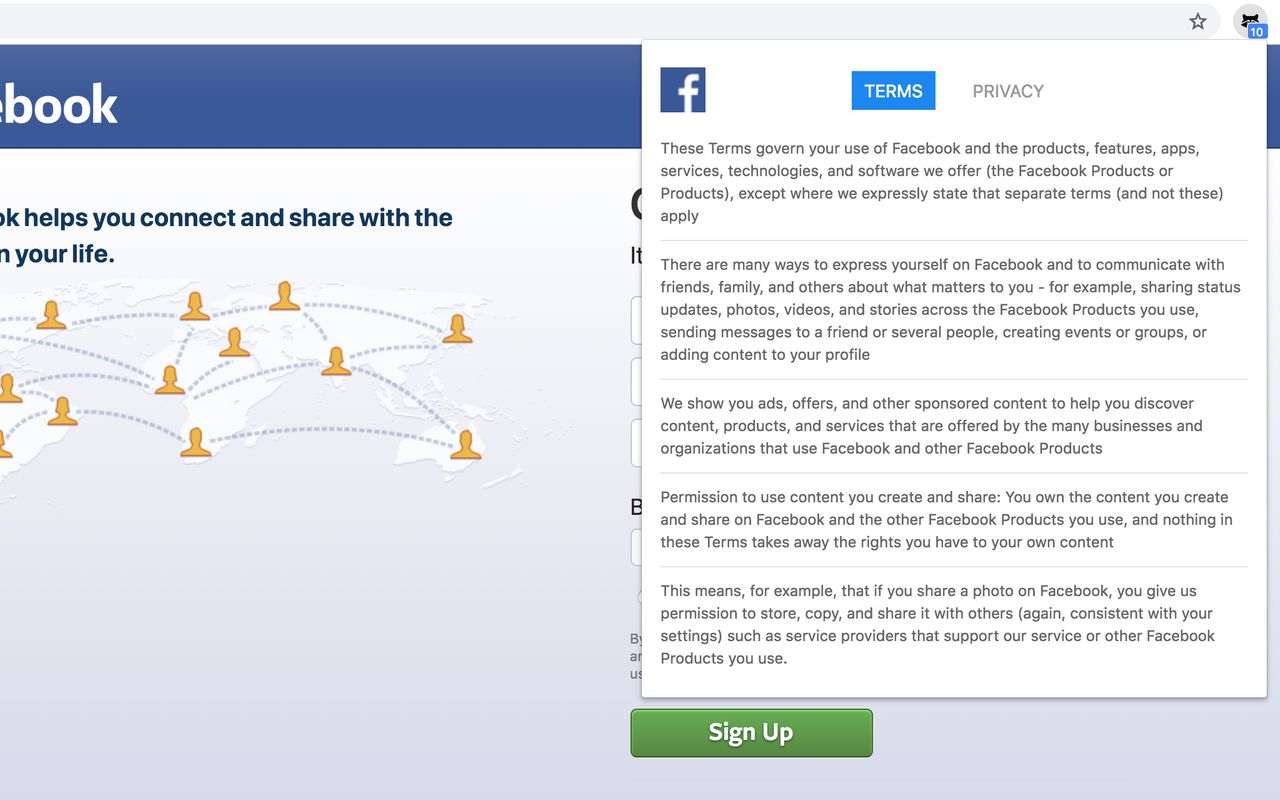 10
ebook
TERMS
PRIVACY
These Terms govern your use of Facebook and the products, features, apps,
services, technologies, and software we offer (the Facebook Products or
Products), except where we expressly state that separate terms (and not these)
apply
ok helps you connect and share with the
n your life.
It
There are many ways to express yourself on Facebook and to communicate with
friends, family, and others about what matters to you - for example, sharing status
updates, photos, videos, and stories across the Facebook Products you use,
sending messages to a friend or several people, creating events or groups, or
adding content to your profile
We show you ads, offers, and other sponsored content to help you discover
content, products, and services that are offered by the many businesses and
organizations that use Facebook and other Facebook Products
Permission to use content you create and share: You own the content you create
and share on Facebook and the other Facebook Products you use, and nothing in
these Terms takes away the rights you have to your own content
This means, for example, that if you share a photo on Facebook, you give us
permission to store, copy, and share it with others (again, consistent with your
settings) such as service providers that support our service or other Facebook
Products you use.
By
Sign Up